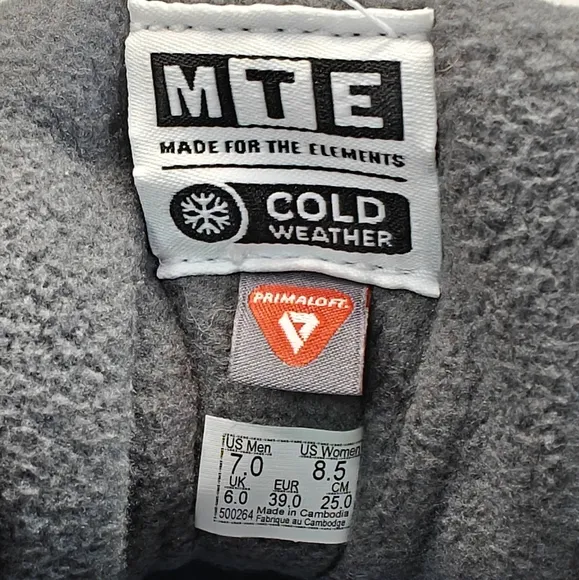 MTE
MADE FOR THE ELEMENTS
COLD
WEATHER
PRIMALOFT
US Men US Women
7.0 8.5
UK EUR CM
6.0 39.0 25.0
500264 Made in Cambodia
Fabrique au Cambodge